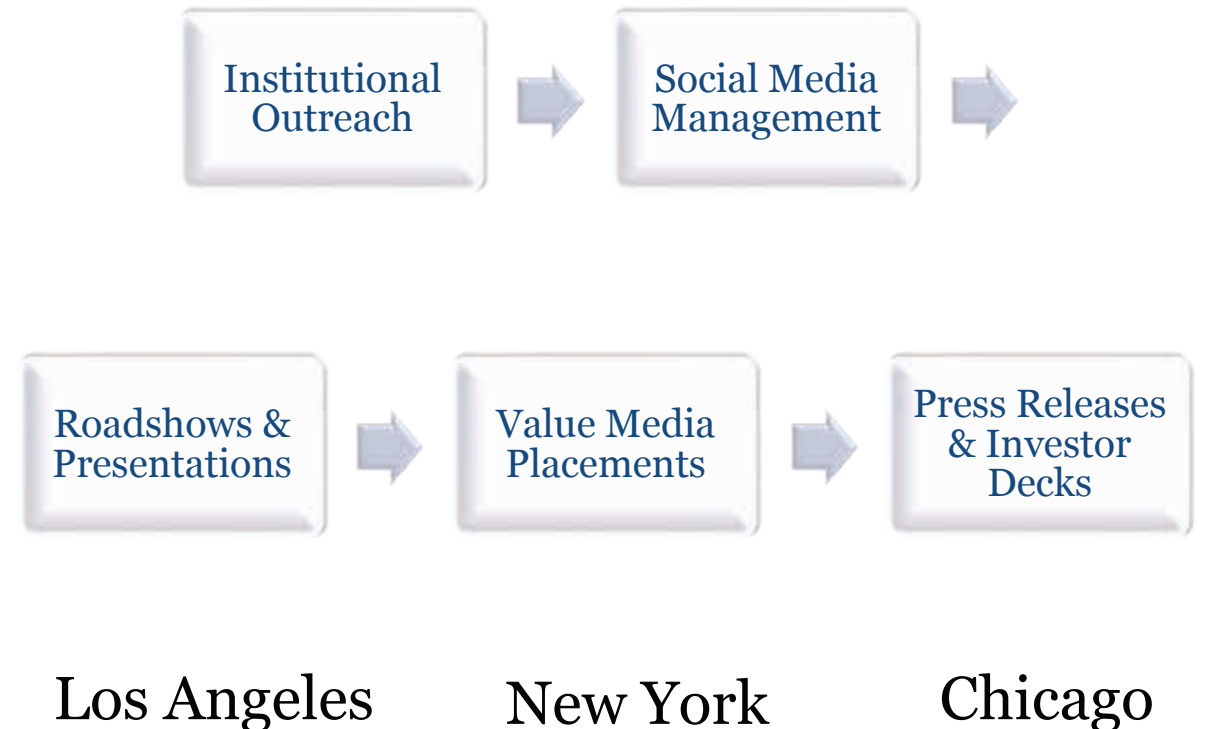 Institutional
Outreach
Social Media
Management
Roadshows &
Presentations
Value Media
Placements
Press Releases
& Investor
Decks
Los Angeles
New York
Chicago